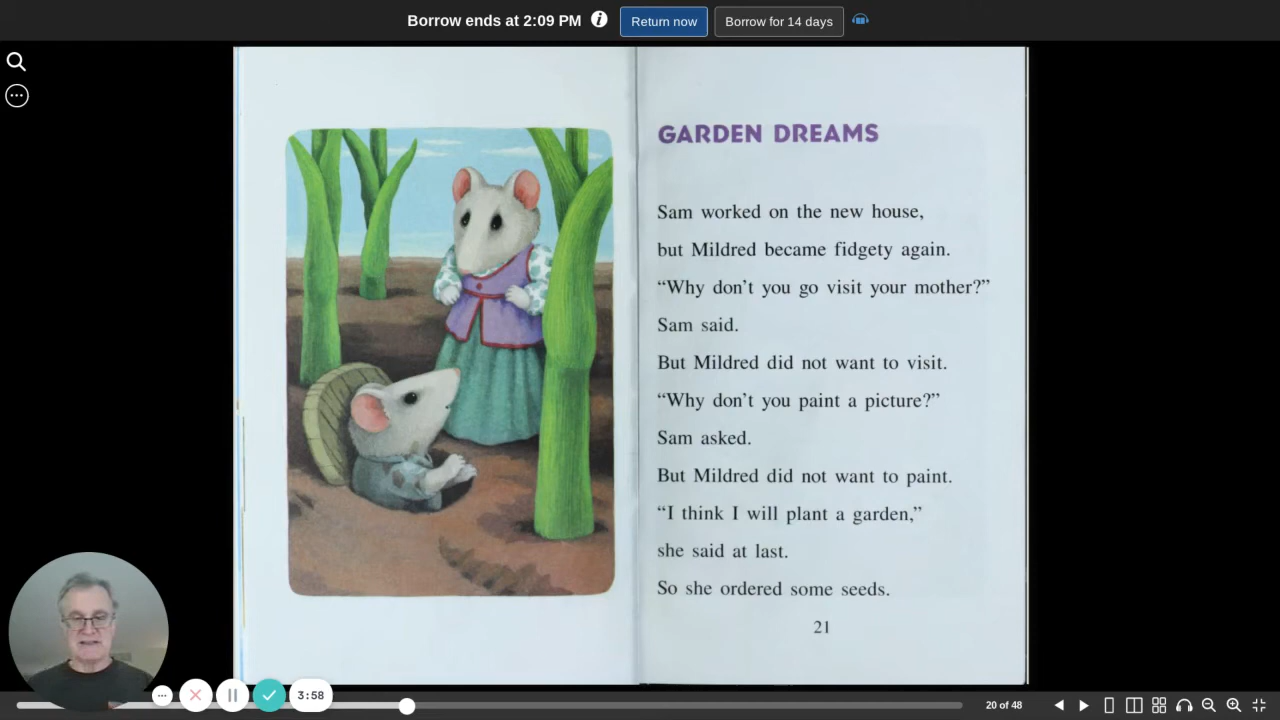 Borrow ends at 2:09 PM
Return now
Borrow for 14 days
GARDEN DREAMS
Sam worked on the new house,
but Mildred became fidgety again.
“Why don’t you go visit your mother?”
Sam said.
But Mildred did not want to visit.
“Why don’t you paint a picture?”
Sam asked.
But Mildred did not want to paint.
“I think I will plant a garden,”
she said at last.
So she ordered some seeds.
21
3:58
20 of 48